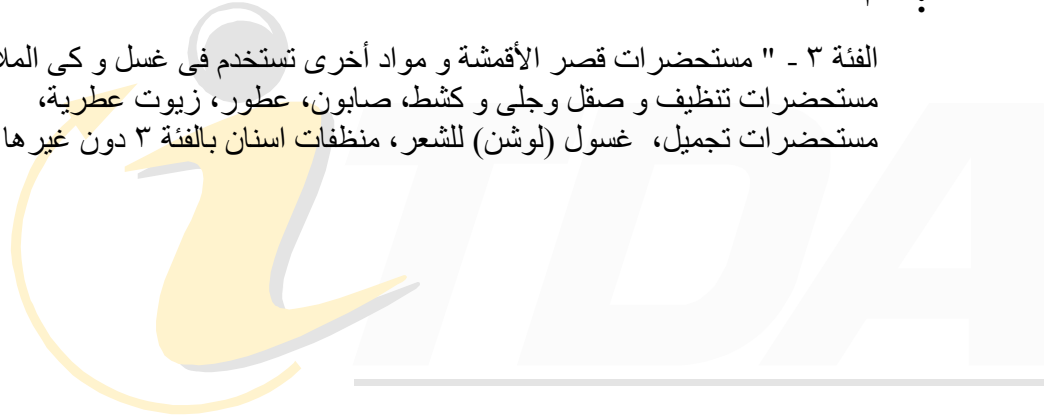 الفئة ٣ - " مستحضرات قصر الأقمشة و مواد أخرى تستخدم فى غسل و كى
مستحضرات تنظيف و صقل وجلى و كشط، صابون، عطور، زيوت عطرية،
مستحضرات تجميل، غسول (لوشن) للشعر، منظفات اسنان بالفئة ٣ دون غيرها
iTDA